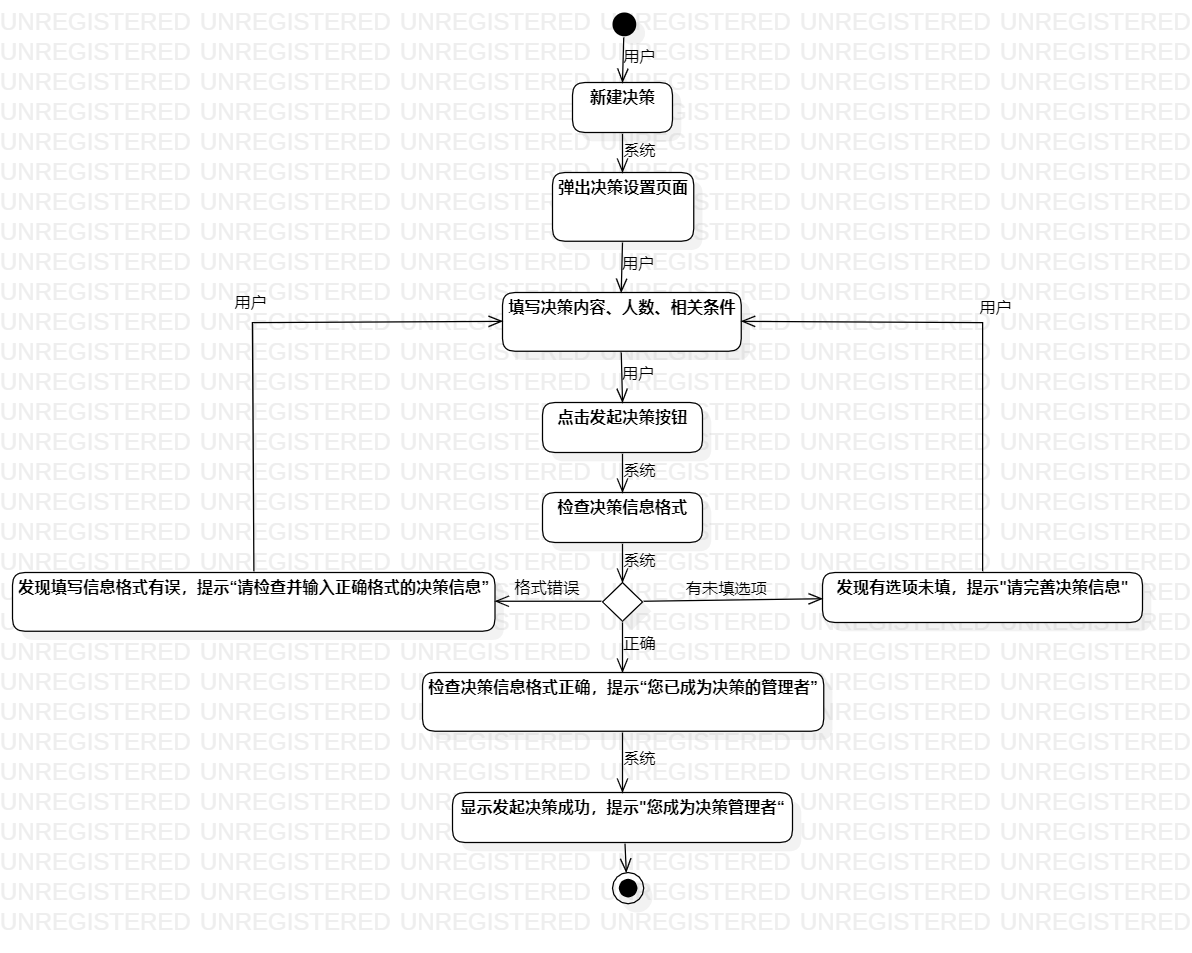 用户
新建决策
系统
弹出决策设置页面
用户
填写决策内容、人数、相关条件
用户
用户
用户
点击发起决策按钮
系统
检查决策信息格式
系统
发现填写信息格式有误，提示“请检查并输入正确格式的决策信息”
格式错误
有未填选项
发现有选项未填，提示"请完善决策信息"
正确
检查决策信息格式正确，提示“您已成为决策的管理者”
系统
显示发起决策成功，提示"您成为决策管理者“
UNREGISTERED